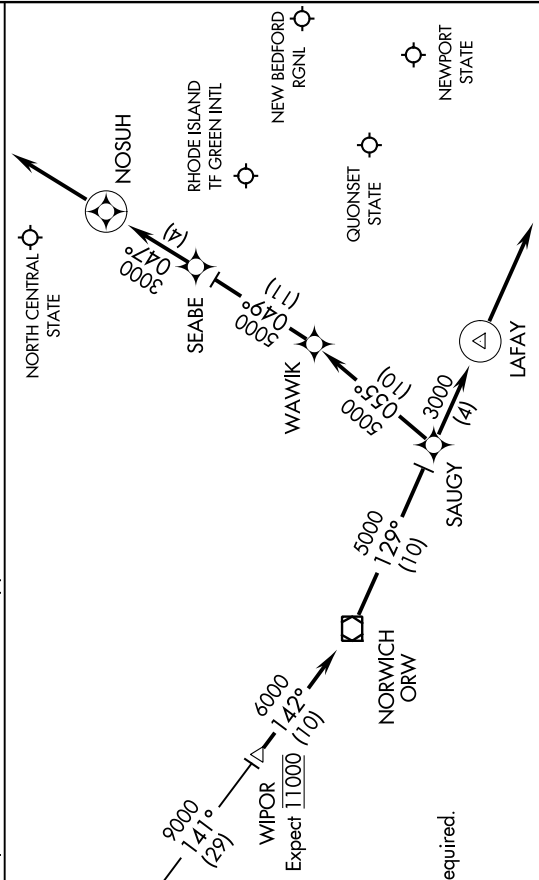 NORTH CENTRAL
STATE
NOSUH
RHODE ISLAND
TF GREEN INTL
NEW BEDFORD
RGNL
NEWPORT
STATE
QUONSET
STATE
3000
047°
(4)
SEABE
5000
049°
(11)
WAWIK
5000
055°
(10)
3000
(4)
LAFAY
SAUGY
5000
129°
(10)
NORWICH
ORW
6000
142°
(10)
WIPOR
Expect 11000
9000
141°
(29)
equired.